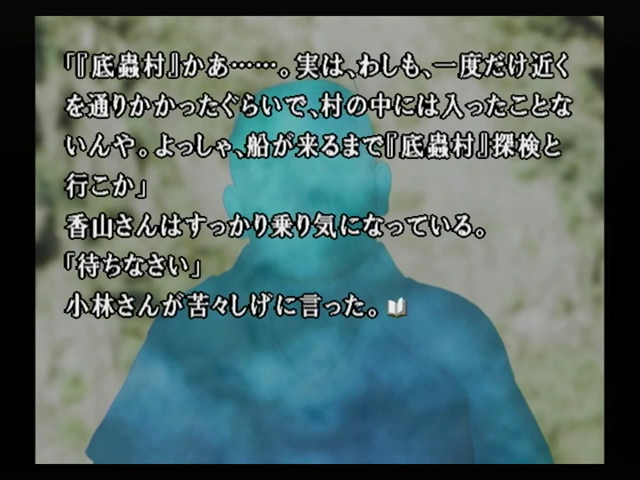 「『底蟲村』かあ……。実は、わしも、一度だけ近く
を通りかかったぐらいで、村の中には入ったことな
いんや。よっしゃ、船が来るまで『底蟲村』探検と
行こか」
香山さんはすっかり乗り気になっている。
「待ちなさい」
小林さんが苦々しげに言った。